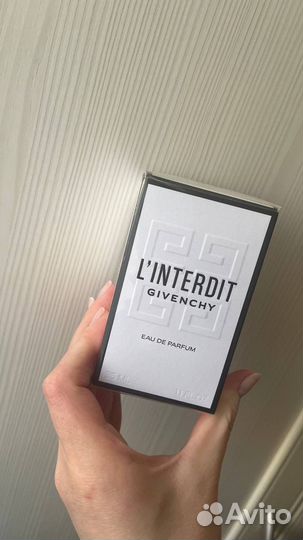 L'INTERDIT
GIVENCHY
EAU DE PARFUM
Avito